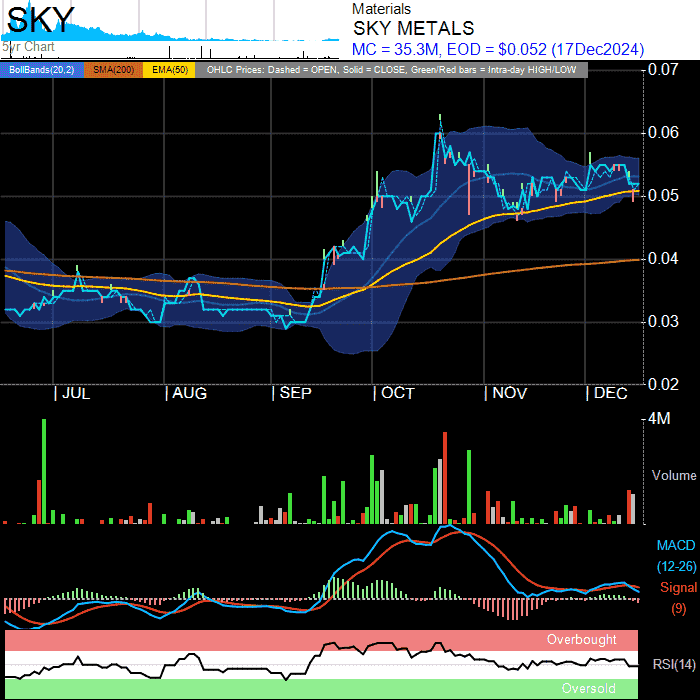 SKY
5yr Chart
Materials
SKY METALS
MC = 35.3M, EOD = $0.052 (17Dec2024)
BollBands(20,2) SMA(200) EMA(50) OHLC Prices: Dashed = OPEN, Solid = CLOSE, Green/Red bars = Intra-day HIGH/LOW
0.07
0.06
0.05
0.04
0.03
0.02
| JUL | AUG | SEP | OCT | NOV | DEC
4M
Volume
MACD
(12-26)
Signal
(9)
Overbought
RSI(14)
Oversold